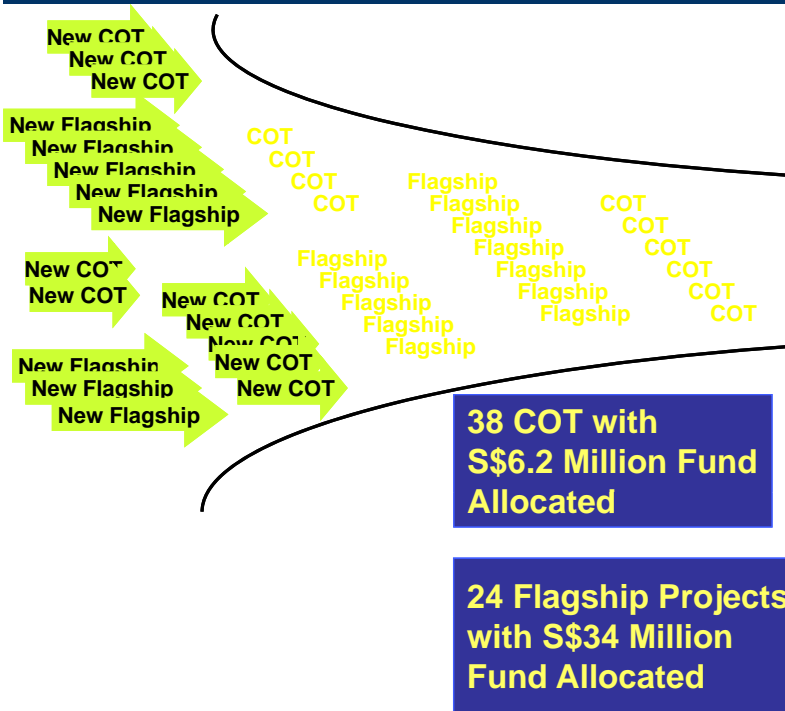 New COT
New COT
New COT
New Flagship
New Flagship
New Flagship
New Flagship
New Flagship
New COT
New COT
New COT
New COT
New COT
New COT
New COT
New Flagship
New Flagship
New Flagship
COT
COT
COT
COT
Flagship
Flagship
Flagship
Flagship
Flagship
Flagship
Flagship
Flagship
Flagship
Flagship
Flagship
Flagship
COT
COT
COT
COT
COT
COT
38 COT with
S$6.2 Million Fund
Allocated
24 Flagship Projects
with S$34 Million
Fund Allocated